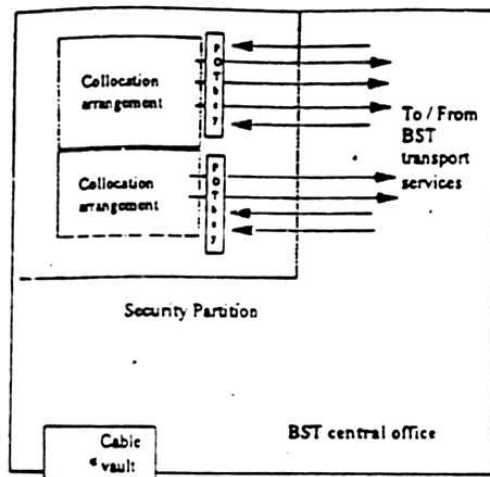 Collocation
arrangement
POT bay
To / From
BST
transport
services
Collocation
arrangement
POT bay
Security Partition
BST central office
Cable
vault